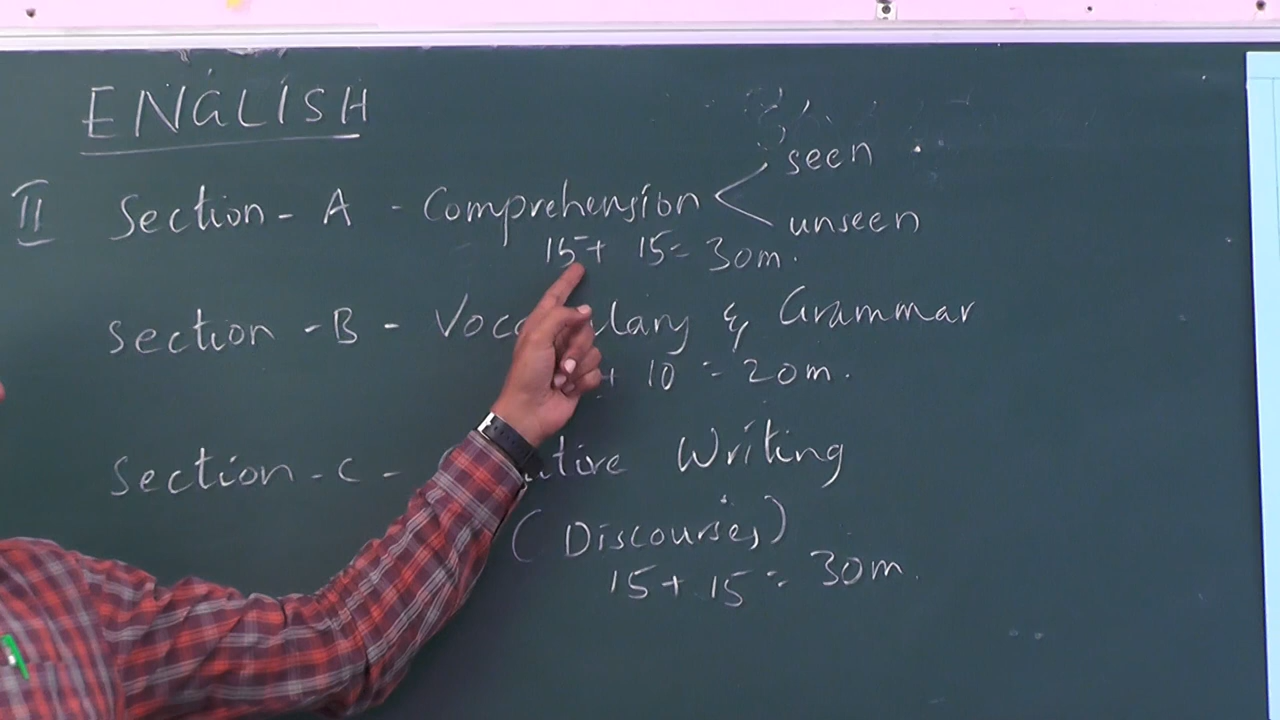 ENGLISH
II Section - A - Comprehension
seen
unseen
15 + 15 = 30m.
Section - B - Vocabulary & Grammar
+ 10 = 20m.
Section - C - Writing
(Discourses)
15 + 15 = 30m.